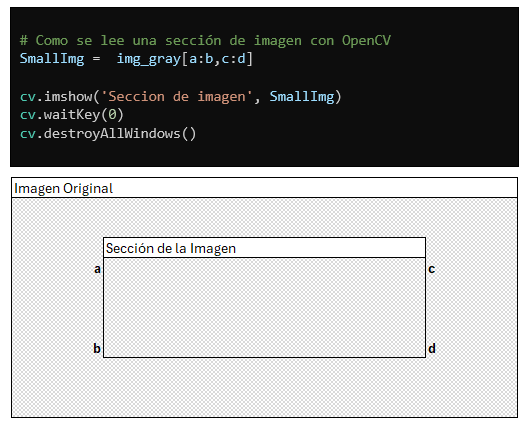 # Como se lee una sección de imagen con OpenCV
SmallImg =  img_gray[a:b,c:d]
cv.imshow('Seccion de imagen', SmallImg)
cv.waitKey(0)
cv.destroyAllWindows()
Imagen Original
Sección de la Imagen
a c
b d